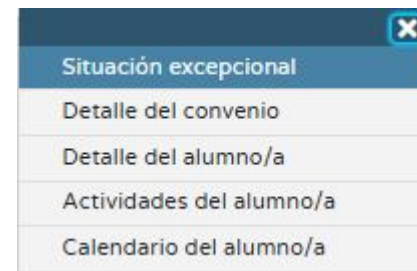 Situación excepcional
Detalle del convenio
Detalle del alumno/a
Actividades del alumno/a
Calendario del alumno/a